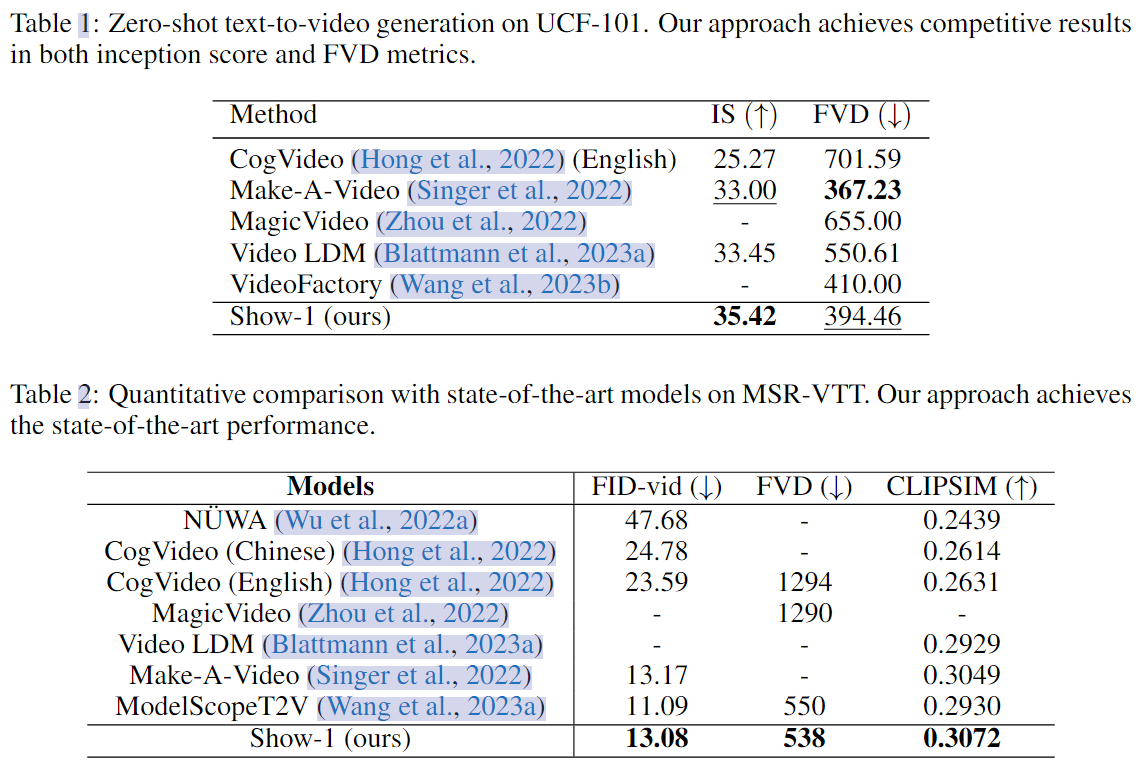 Table 1: Zero-shot text-to-video generation on UCF-101. Our approach achieves competitive results
in both inception score and FVD metrics.
Method IS (↑) FVD (↓)
CogVideo (Hong et al., 2022) (English) 25.27 701.59
Make-A-Video (Singer et al., 2022) 33.00 367.23
MagicVideo (Zhou et al., 2022) - 655.00
Video LDM (Blattmann et al., 2023a) 33.45 550.61
VideoFactory (Wang et al., 2023b) - 410.00
Show-1 (ours) 35.42 394.46
Table 2: Quantitative comparison with state-of-the-art models on MSR-VTT. Our approach achieves
the state-of-the-art performance.
Models FID-vid (↓) FVD (↓) CLIPSIM (↑)
NÜWA (Wu et al., 2022a) 47.68 - 0.2439
CogVideo (Chinese) (Hong et al., 2022) 24.78 - 0.2614
CogVideo (English) (Hong et al., 2022) 23.59 1294 0.2631
MagicVideo (Zhou et al., 2022) - 1290 -
Video LDM (Blattmann et al., 2023a) - - 0.2929
Make-A-Video (Singer et al., 2022) 13.17 - 0.3049
ModelScopeT2V (Wang et al., 2023a) 11.09 550 0.2930
Show-1 (ours) 13.08 538 0.3072